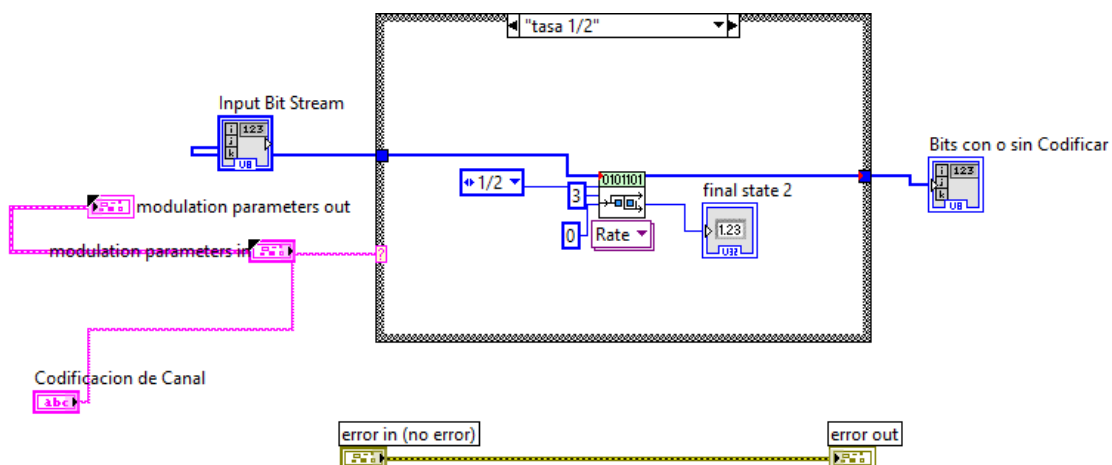 "tasa 1/2"
Input Bit Stream
i
j
k
123
U8
Bits con o sin Codificar
i
j
k
123
U8
1/2
3
0101101
final state 2
1.23
U32
0
Rate
modulation parameters out
modulation parameters in
?
Codificacion de Canal
abc
error in (no error)
error out